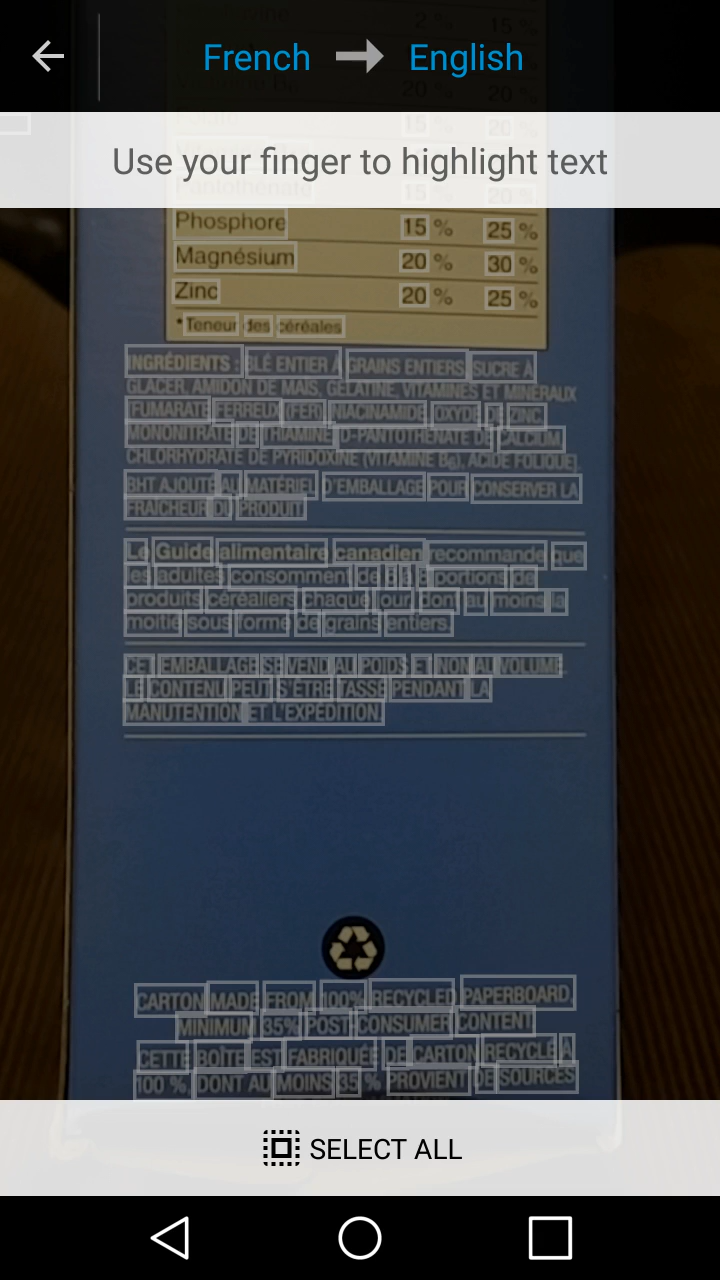 French → English
Use your finger to highlight text
Phosphore 15 % 25 %
Magnésium 20 % 30 %
Zinc 20 % 25 %
*Teneur des céréales
INGRÉDIENTS : BLÉ ENTIER À GRAINS ENTIERS, SUCRE À
GLACER, AMIDON DE MAÏS, GÉLATINE, VITAMINES ET MINÉRAUX
(FUMARATE FERREUX (FER), NIACINAMIDE, OXYDE DE ZINC,
MONONITRATE DE THIAMINE, D-PANTOTHÉNATE DE CALCIUM,
CHLORHYDRATE DE PYRIDOXINE (VITAMINE B6), ACIDE FOLIQUE),
BHT AJOUTÉ AU MATÉRIEL D'EMBALLAGE POUR CONSERVER LA
FRAÎCHEUR DU PRODUIT.
Le Guide alimentaire canadien recommande que
les adultes consomment de 6 à 8 portions de
produits céréaliers chaque jour, dont au moins la
moitié sous forme de grains entiers.
CET EMBALLAGE SE VEND AU POIDS ET NON AU VOLUME.
LE CONTENU PEUT S'ÊTRE TASSÉ PENDANT LA
MANUTENTION ET L'EXPÉDITION.
CARTON MADE FROM 100% RECYCLED PAPERBOARD,
MINIMUM 35% POST-CONSUMER CONTENT
CETTE BOÎTE EST FABRIQUÉE DE CARTON RECYCLÉ À
100 %, DONT AU MOINS 35 % PROVIENT DE SOURCES
SELECT ALL